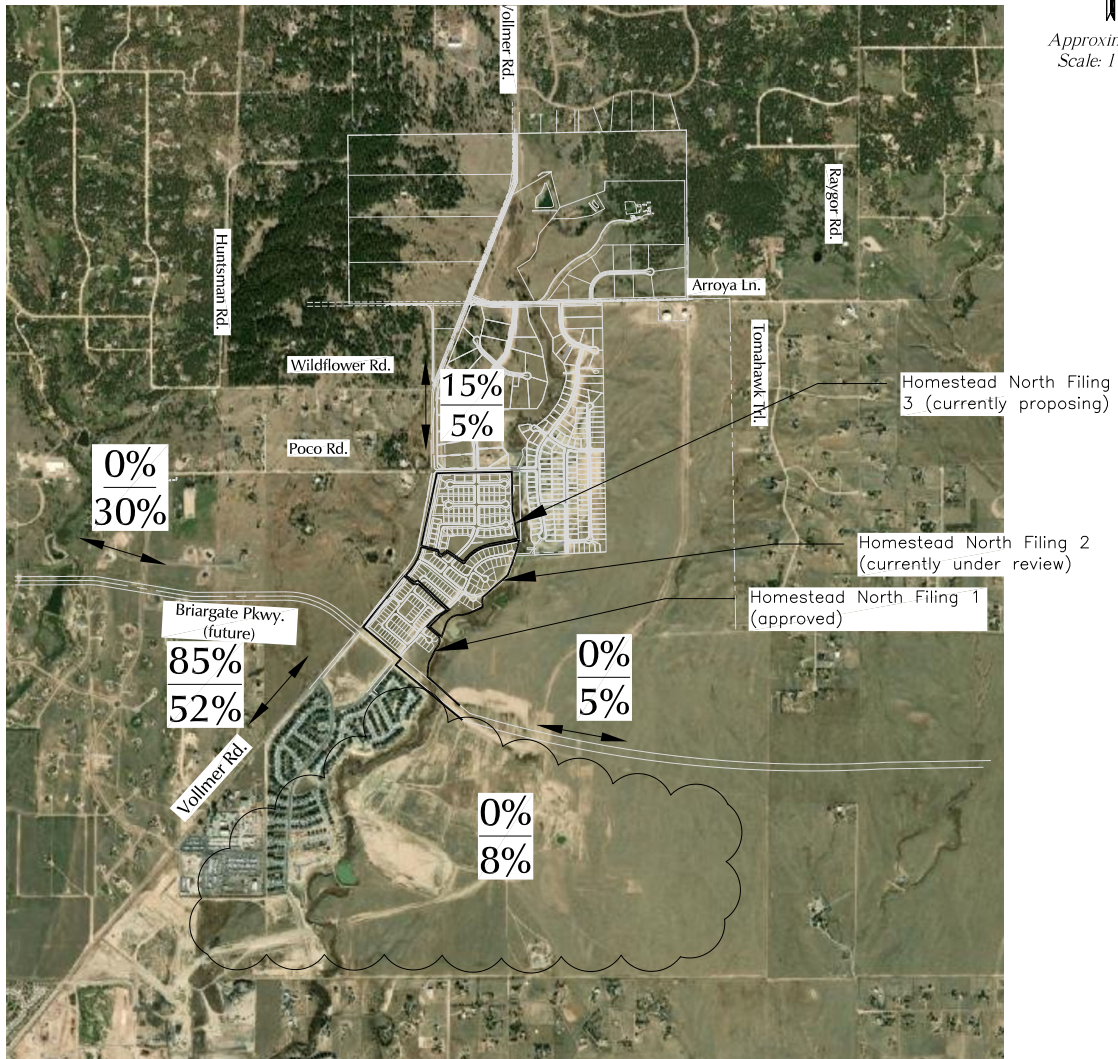 Approxin
Scale: 1
Vollmer Rd.
Raygor Rd.
Huntsman Rd.
Arroya Ln.
Tomahawk Trl.
Wildflower Rd.
15%
5%
Homestead North Filing
3 (currently proposing)
Poco Rd.
0%
30%
Homestead North Filing 2
(currently under review)
Homestead North Filing 1
(approved)
Briargate Pkwy.
(future)
85%
52%
0%
5%
Vollmer Rd.
0%
8%